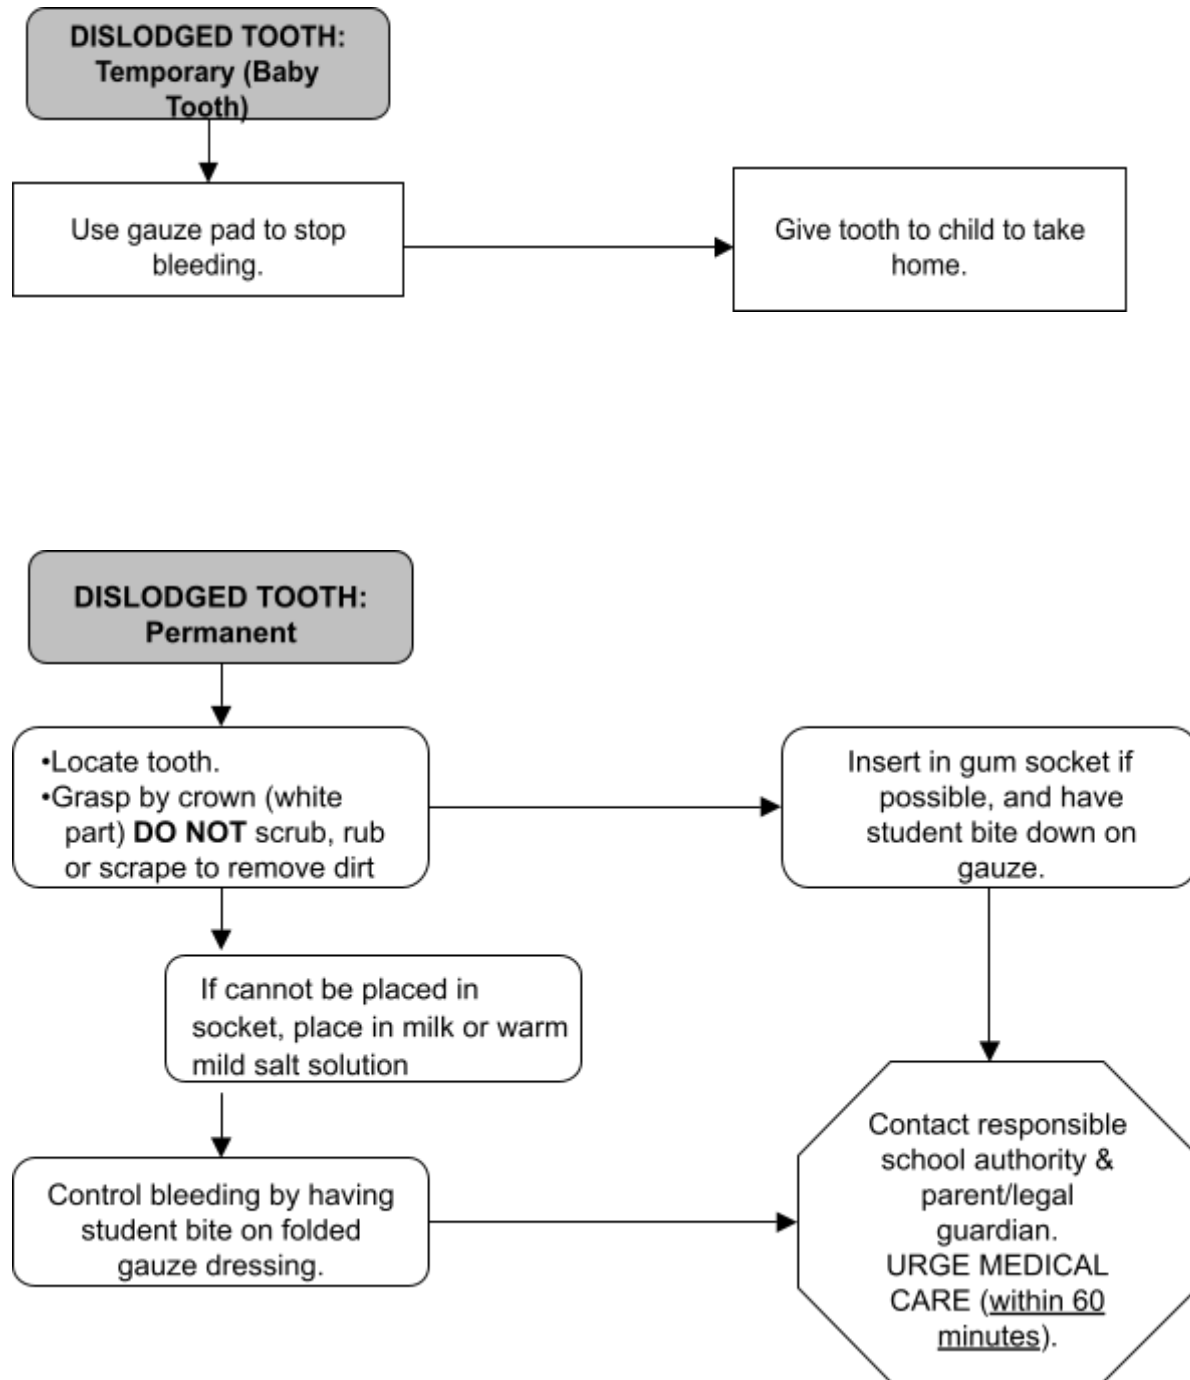 DISLODGED TOOTH:
Temporary (Baby
Tooth)
Use gauze pad to stop
bleeding.
Give tooth to child to take
home.
DISLODGED TOOTH:
Permanent
•Locate tooth.
•Grasp by crown (white
part) DO NOT scrub, rub
or scrape to remove dirt
Insert in gum socket if
possible, and have
student bite down on
gauze.
If cannot be placed in
socket, place in milk or warm
mild salt solution
Control bleeding by having
student bite on folded
gauze dressing.
Contact responsible
school authority &
parent/legal
guardian.
URGE MEDICAL
CARE (within 60
minutes).